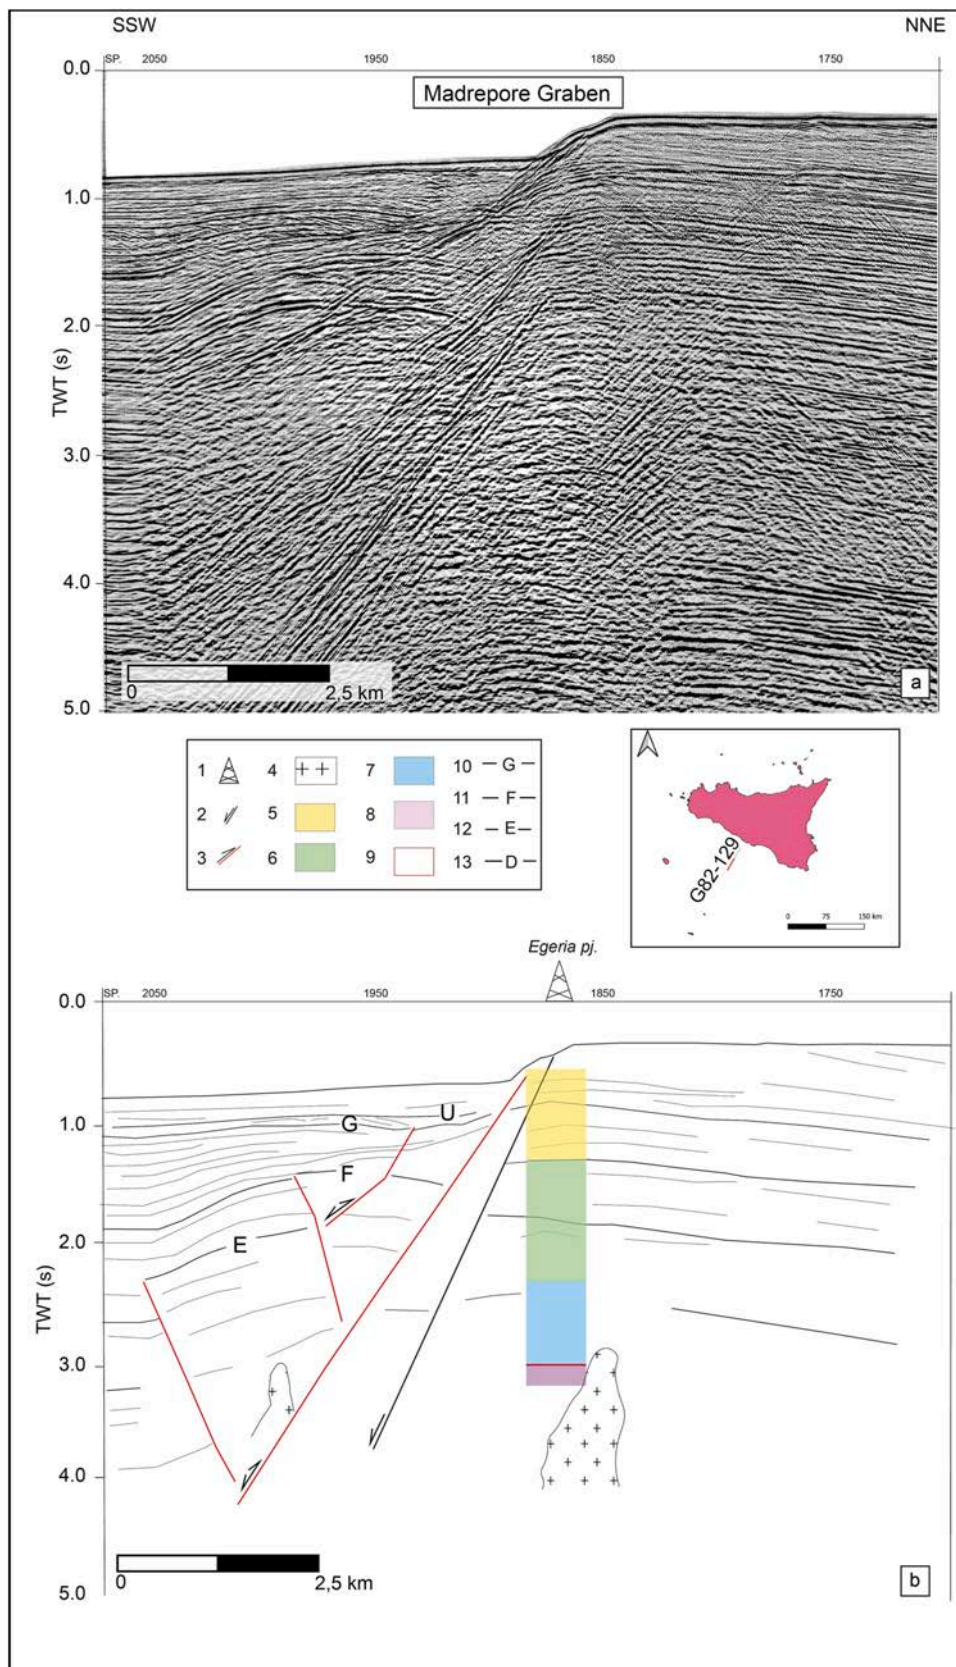 SSW NNE
SP. 2050 1950 1850 1750
0.0
Madrepore Graben
1.0
2.0
TWT (s)
3.0
4.0
0 2,5 km
a
5.0
1 4 + + 7 10 — G —
2 5 8 11 — F —
12 — E —
3 6 9 13 — D —
G82-129
0 75 150 km
Egeria pj.
SP. 2050 1950 1850 1750
0.0
1.0
G U
F
2.0
E
TWT (s)
3.0
4.0
0 2,5 km
b
5.0